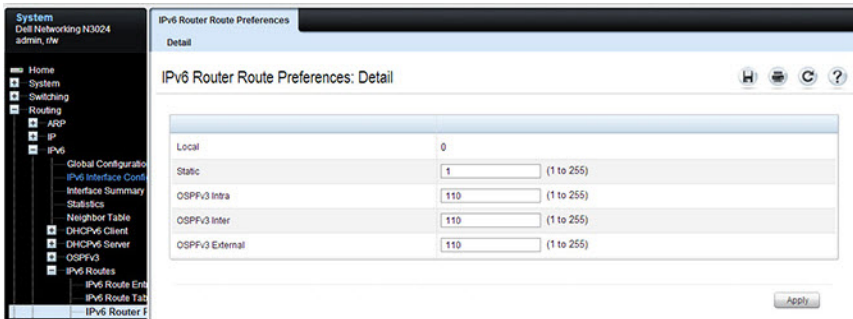 System
Dell Networking N3024
admin, r/w
Home
System
Switching
Routing
ARP
IP
IPv6
Global Configuratio
IPv6 Interface Confi
Interface Summary
Statistics
Neighbor Table
DHCPv6 Client
DHCPv6 Server
OSPFv3
IPv6 Routes
IPv6 Route Ent
IPv6 Route Tab
IPv6 Router F
IPv6 Router Route Preferences
Detail
IPv6 Router Route Preferences: Detail
Local 0
Static 1 (1 to 255)
OSPFv3 Intra 110 (1 to 255)
OSPFv3 Inter 110 (1 to 255)
OSPFv3 External 110 (1 to 255)
Apply